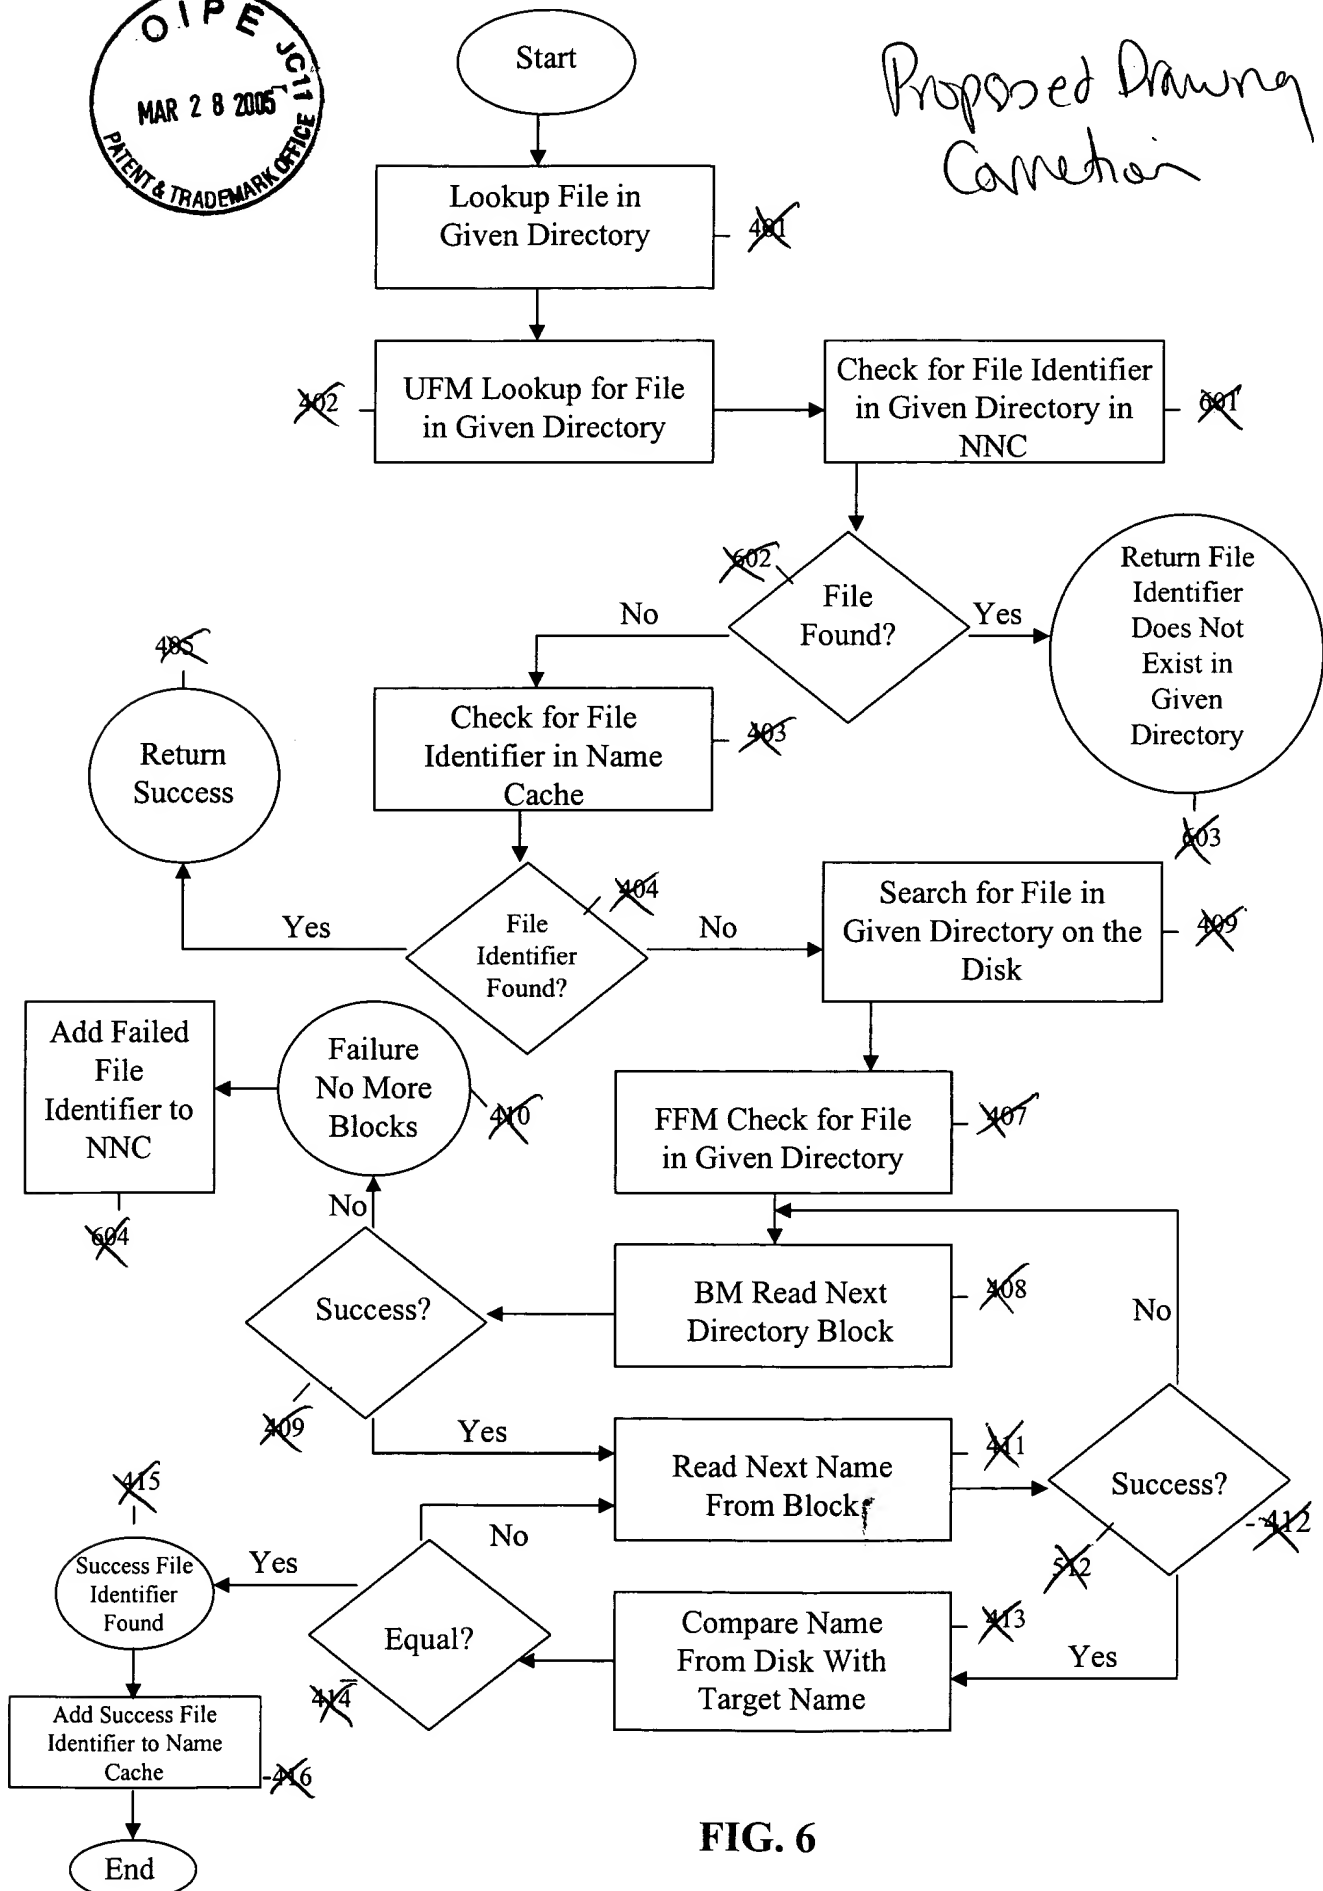 OIPE JC11
MAR 28 2005
PATENT & TRADEMARK OFFICE
Proposed Drawing
Correction
Start
Lookup File in
Given Directory
401
UFM Lookup for File
in Given Directory
402
Check for File Identifier
in Given Directory in
NNC
601
602
File
Found?
No
Yes
Return File
Identifier
Does Not
Exist in
Given
Directory
603
405
Return
Success
Check for File
Identifier in Name
Cache
403
404
File
Identifier
Found?
Yes
No
Search for File in
Given Directory on the
Disk
409
Add Failed
File
Identifier to
NNC
604
Failure
No More
Blocks
410
FFM Check for File
in Given Directory
407
No
Success?
409
BM Read Next
Directory Block
408
No
Yes
Read Next Name
From Block
411
Success?
412
512
415
Success File
Identifier
Found
Yes
No
Equal?
414
Compare Name
From Disk With
Target Name
413
Yes
Add Success File
Identifier to Name
Cache
416
End
FIG. 6